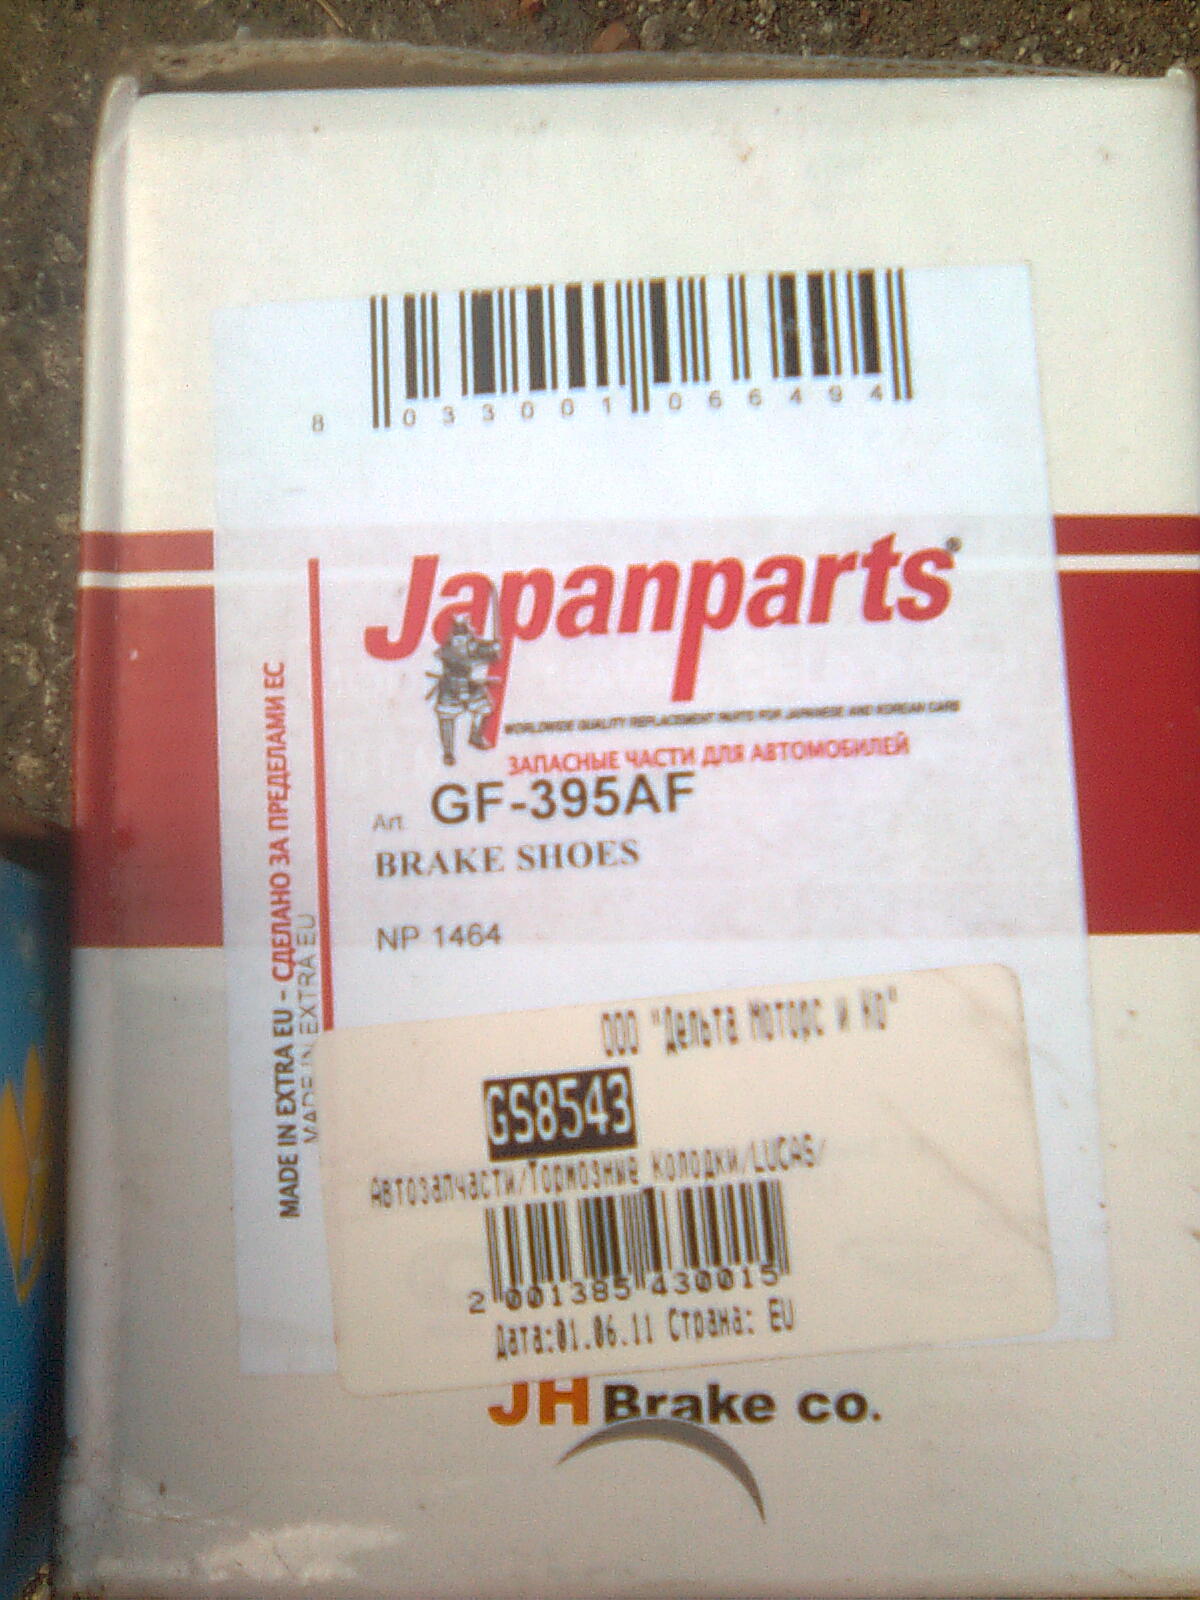 8 033001 066494
Japanparts®
WORLDWIDE QUALITY REPLACEMENT PARTS FOR JAPANESE AND KOREAN CARS
ЗАПАСНЫЕ ЧАСТИ ДЛЯ АВТОМОБИЛЕЙ
Art. GF-395AF
BRAKE SHOES
NP 1464
MADE IN EXTRA EU - СДЕЛАНО ЗА ПРЕДЕЛАМИ ЕС
MADE IN EXTRA EU
ООО "Дельта Моторс и Ко"
GS8543
Автозапчасти/Тормозные колодки/LUCAS/
2 001385 430015
Дата:01.06.11 Страна: EU
JH Brake co.